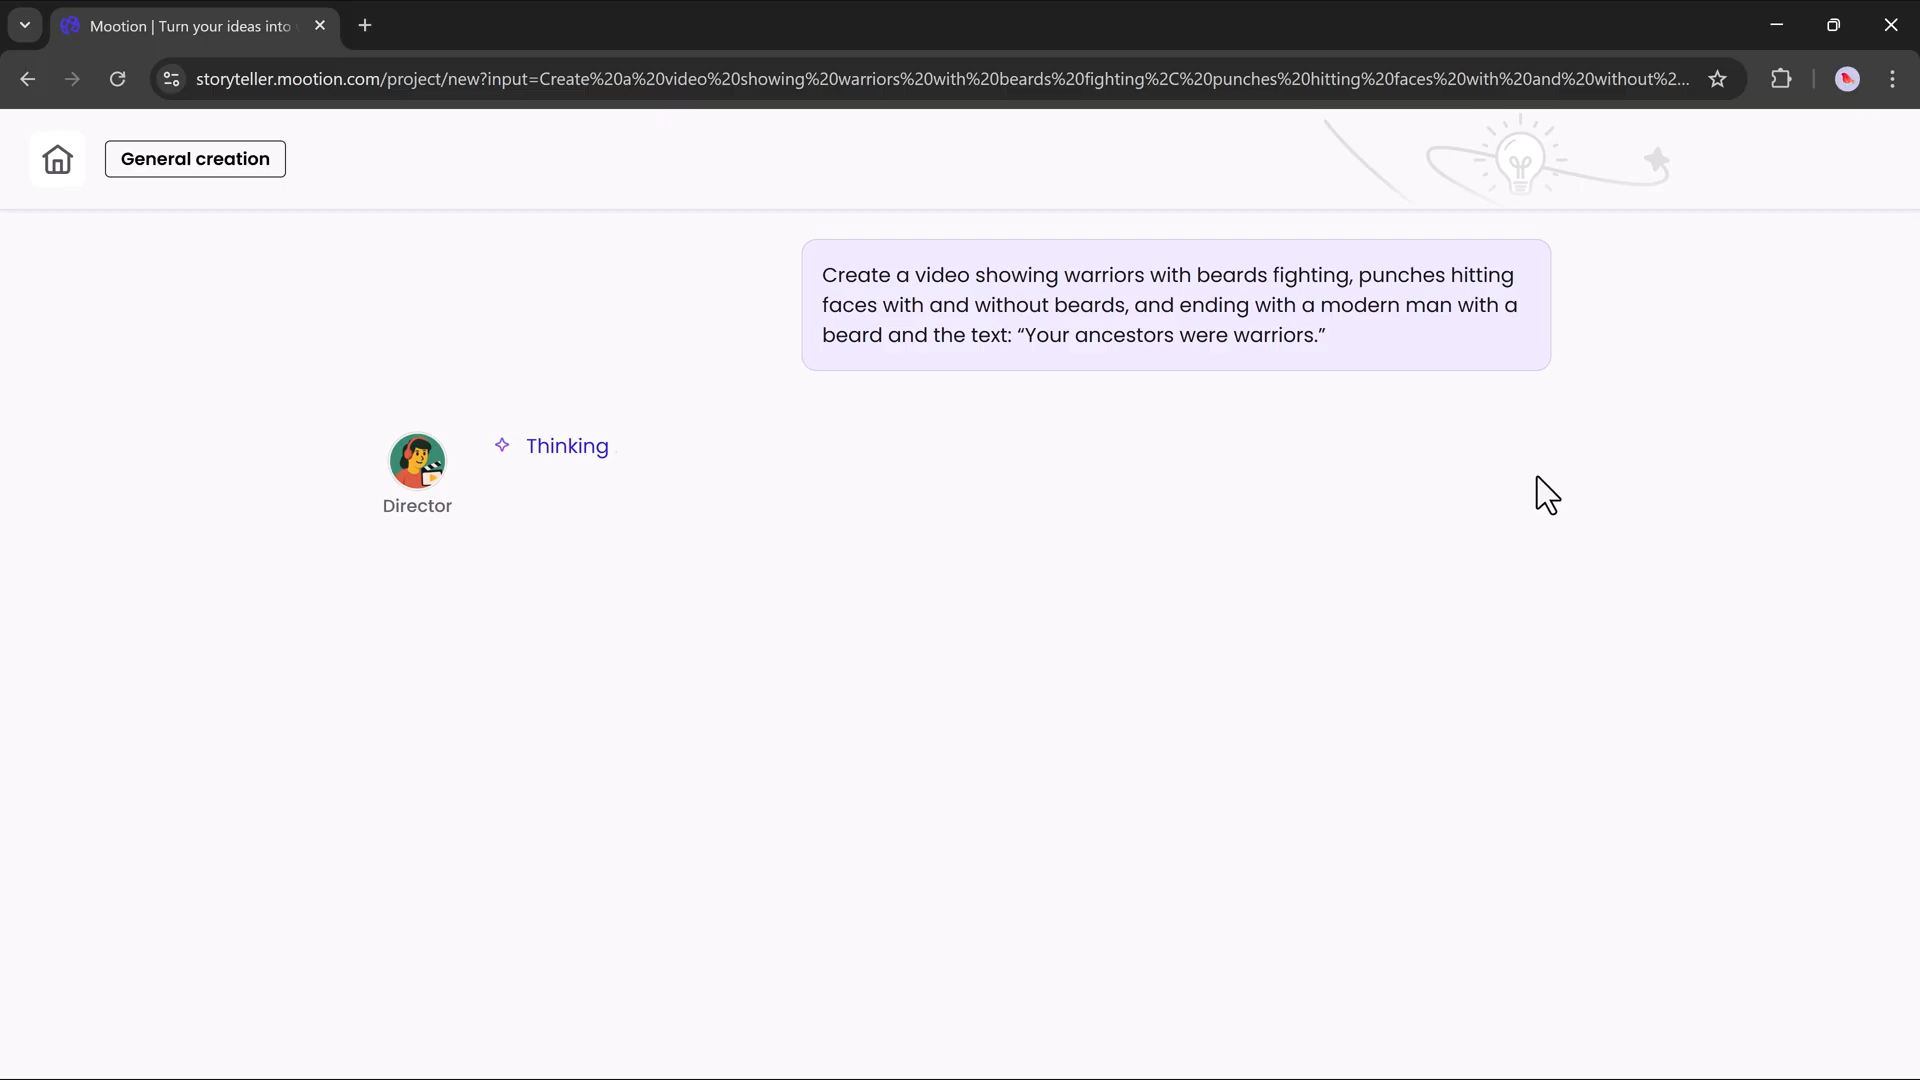 Mootion | Turn your ideas into
storyteller.mootion.com/project/new?input=Create%20a%20video%20showing%20warriors%20with%20beards%20fighting%2C%20punches%20hitting%20faces%20with%20and%20without%2...
General creation
Create a video showing warriors with beards fighting, punches hitting
faces with and without beards, and ending with a modern man with a
beard and the text: “Your ancestors were warriors.”
Thinking
Director